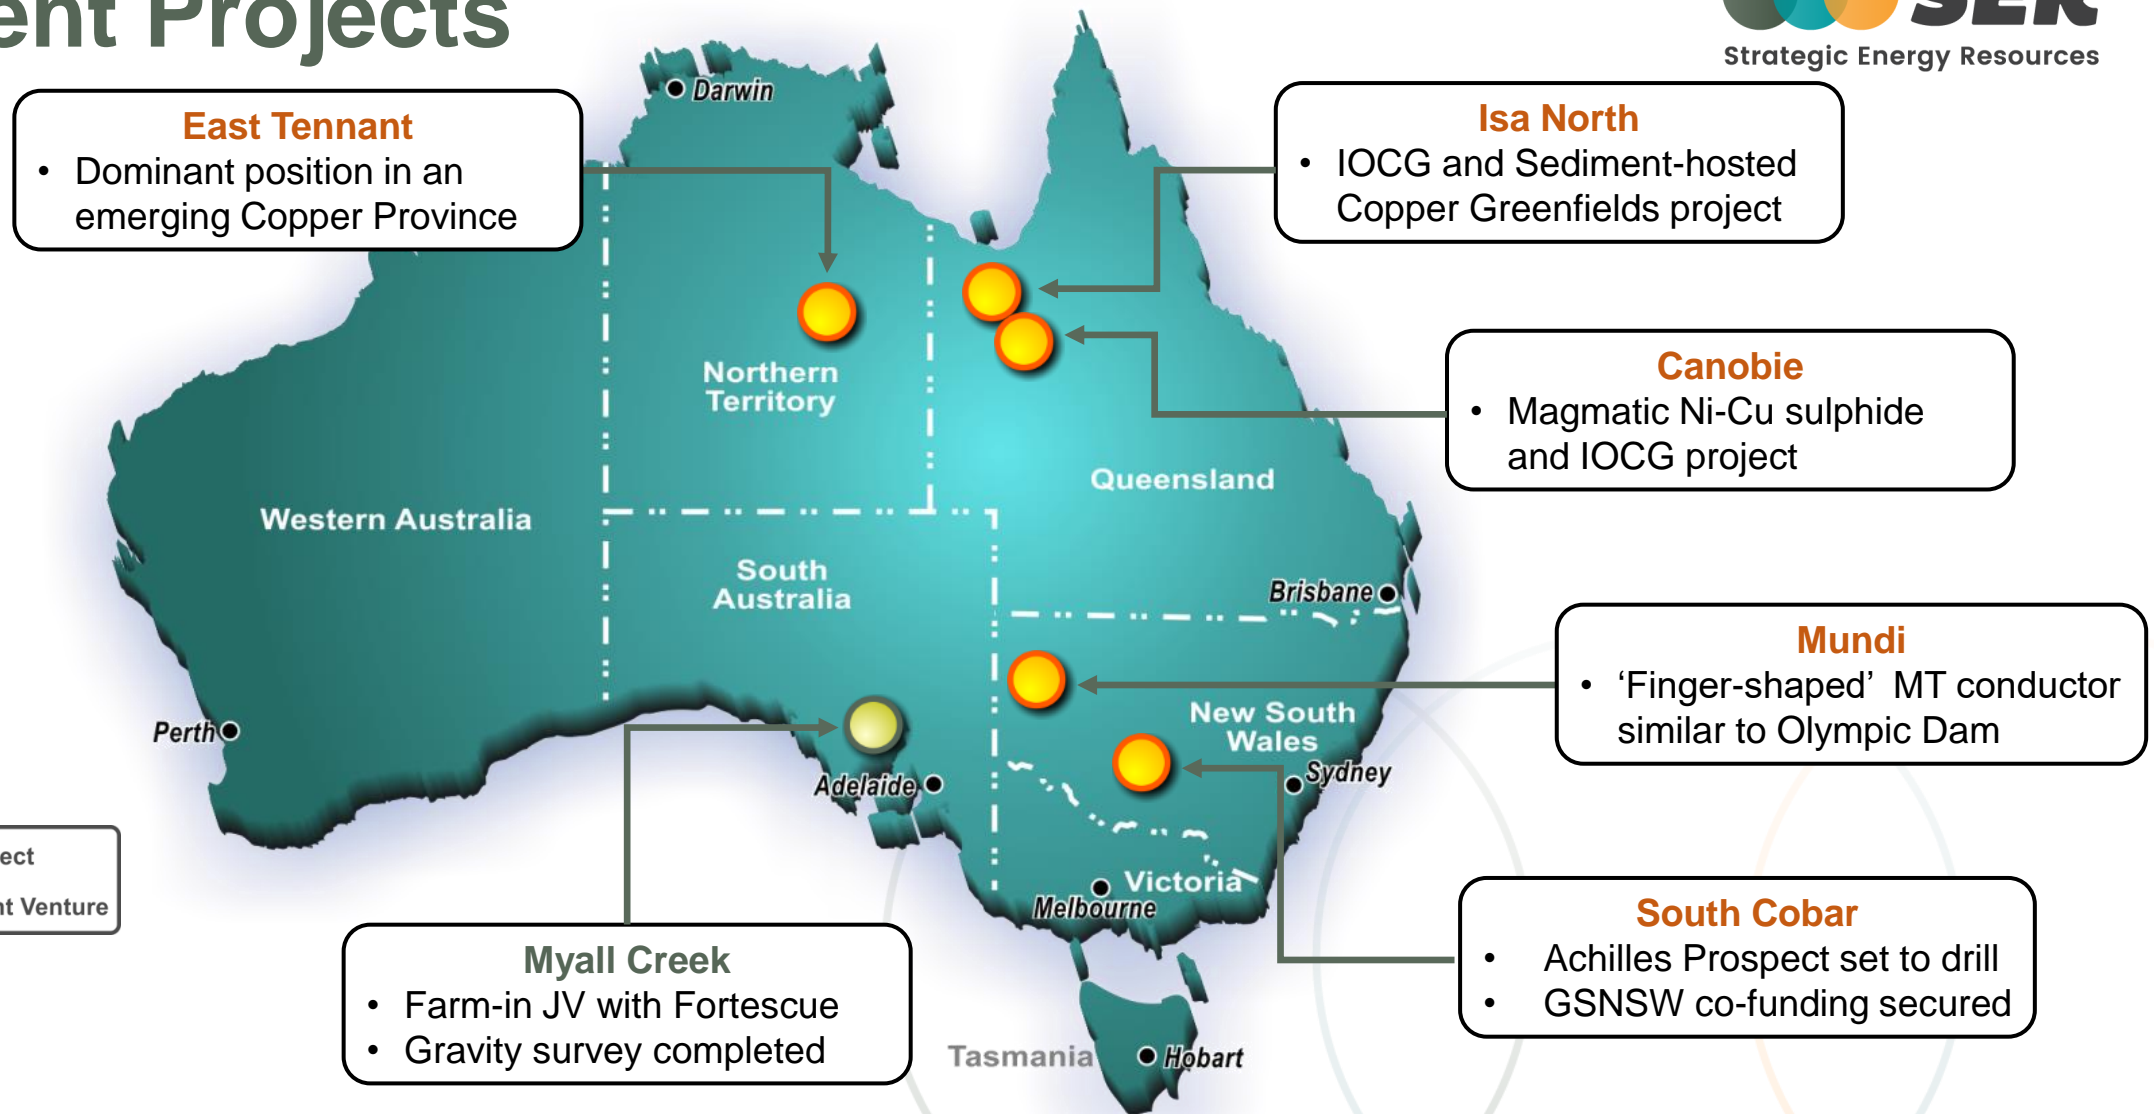 Projects
SER
Strategic Energy Resources
East Tennant
• Dominant position in an
emerging Copper Province
Isa North
• IOCG and Sediment-hosted
Copper Greenfields project
Canobie
• Magmatic Ni-Cu sulphide
and IOCG project
Mundi
• ‘Finger-shaped’ MT conductor
similar to Olympic Dam
South Cobar
• Achilles Prospect set to drill
• GSNSW co-funding secured
Myall Creek
• Farm-in JV with Fortescue
• Gravity survey completed
Darwin
Northern
Territory
Queensland
Western Australia
South
Australia
Brisbane
New South
Wales
Perth
Adelaide
Sydney
Victoria
Melbourne
Tasmania
Hobart
Venture